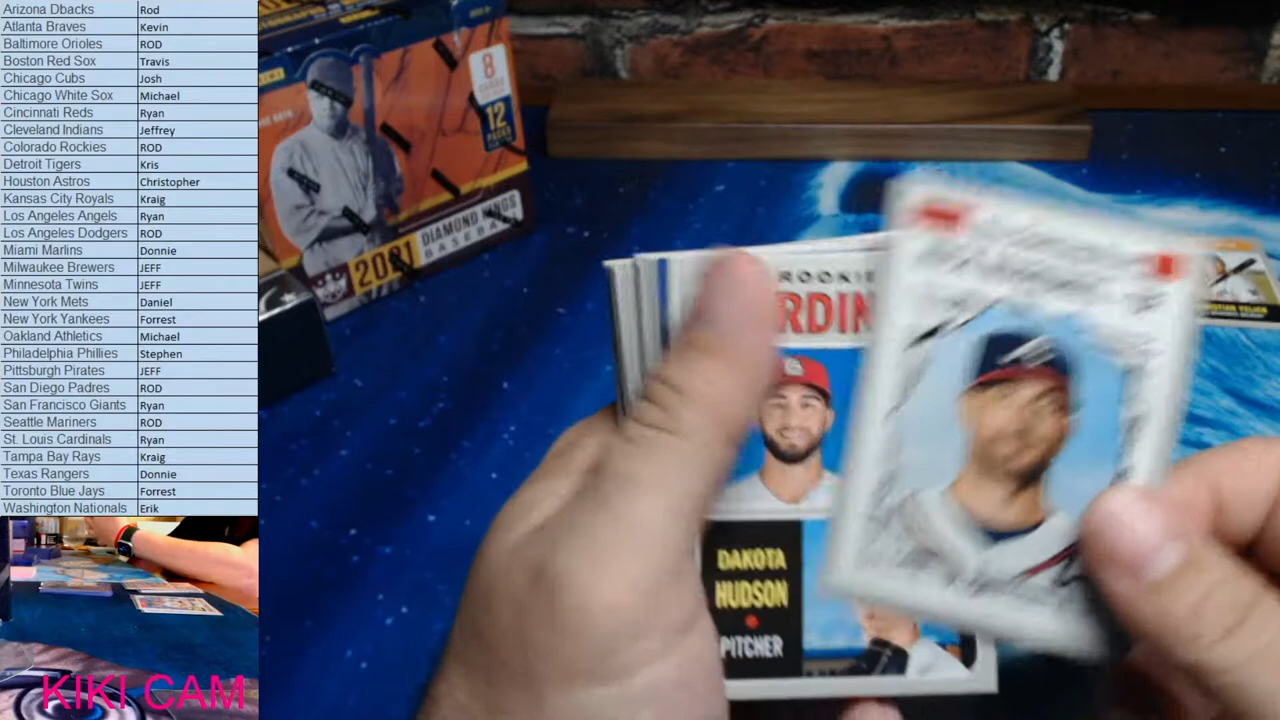 Arizona Dbacks Rod
Atlanta Braves Kevin
Baltimore Orioles ROD
Boston Red Sox Travis
Chicago Cubs Josh
Chicago White Sox Michael
Cincinnati Reds Ryan
Cleveland Indians Jeffrey
Colorado Rockies ROD
Detroit Tigers Kris
Houston Astros Christopher
Kansas City Royals Kraig
Los Angeles Angels Ryan
Los Angeles Dodgers ROD
Miami Marlins Donnie
Milwaukee Brewers JEFF
Minnesota Twins JEFF
New York Mets Daniel
New York Yankees Forrest
Oakland Athletics Michael
Philadelphia Phillies Stephen
Pittsburgh Pirates JEFF
San Diego Padres ROD
San Francisco Giants Ryan
Seattle Mariners ROD
St. Louis Cardinals Ryan
Tampa Bay Rays Kraig
Texas Rangers Donnie
Toronto Blue Jays Forrest
Washington Nationals Erik
KIKI CAM
8
12
2021 DIAMOND KINGS
BASEBALL
ROOKIE
RDIN
DAKOTA
HUDSON
PITCHER